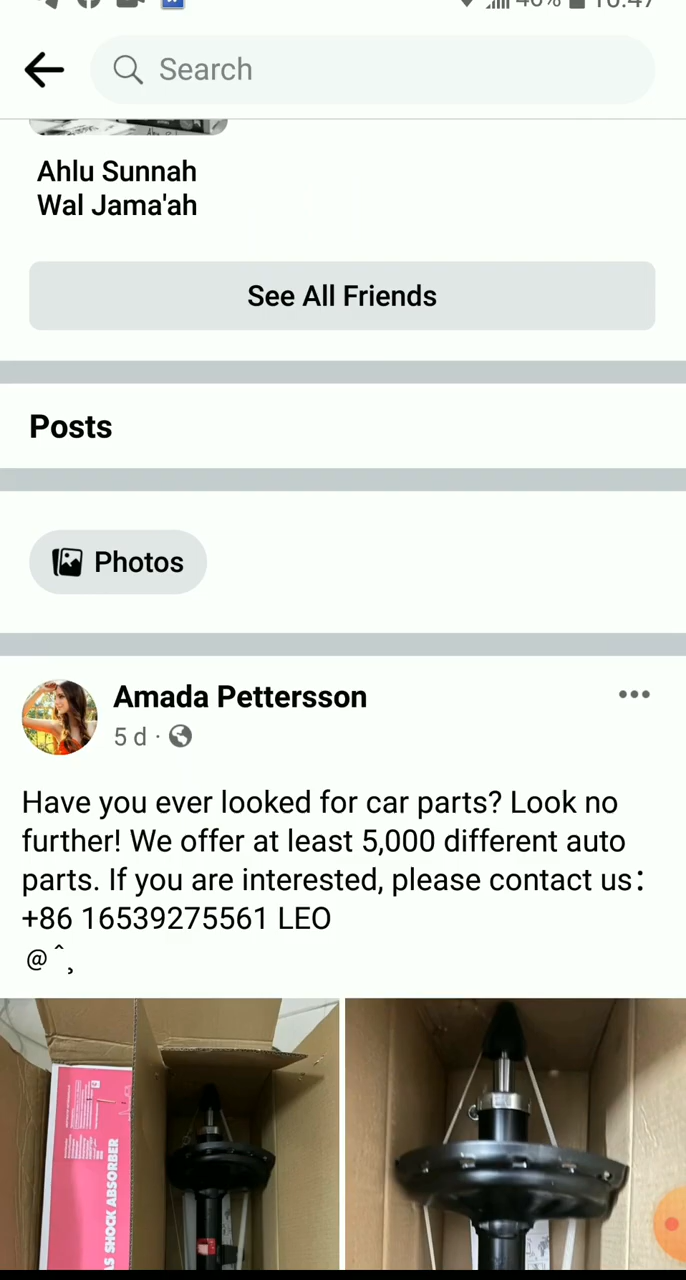 Search
Ahlu Sunnah
Wal Jama'ah
See All Friends
Posts
Photos
Amada Pettersson
5 d ·
Have you ever looked for car parts? Look no
further! We offer at least 5,000 different auto
parts. If you are interested, please contact us：
+86 16539275561 LEO
@ˆ¸
SHOCK ABSORBER